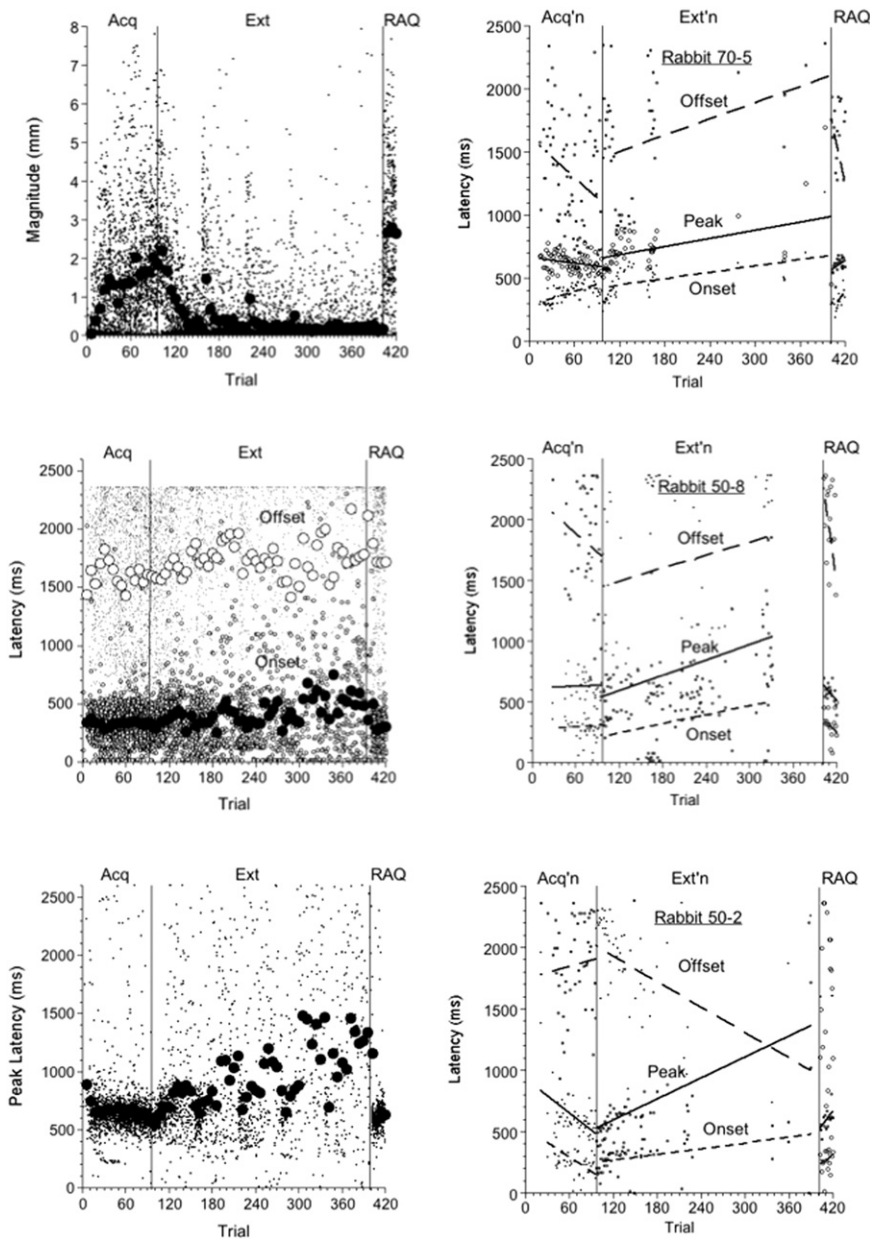 Acq Ext RAQ
8
7
6
5
4
3
2
1
0
Magnitude (mm)
0 60 120 180 240 300 360 420
Trial
Acq'n Ext'n RAQ
Rabbit 70-5
2500
2000
1500
1000
500
0
Latency (ms)
Offset
Peak
Onset
0 60 120 180 240 300 360 420
Trial
Acq Ext RAQ
2500
2000
1500
1000
500
0
Latency (ms)
Offset
Onset
0 60 120 180 240 300 360 420
Trial
Acq'n Ext'n RAQ
Rabbit 50-8
2500
2000
1500
1000
500
0
Latency (ms)
Offset
Peak
Onset
0 60 120 180 240 300 360 420
Trial
Acq Ext RAQ
2500
2000
1500
1000
500
0
Peak Latency (ms)
0 60 120 180 240 300 360 420
Trial
Acq'n Ext'n RAQ
Rabbit 50-2
2500
2000
1500
1000
500
0
Latency (ms)
Offset
Peak
Onset
0 60 120 180 240 300 360 420
Trial